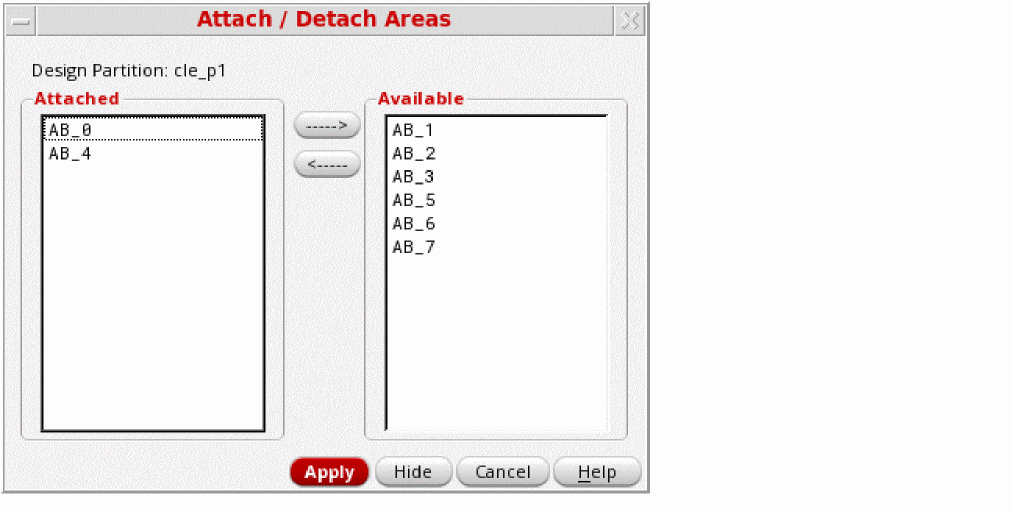 Attach / Detach Areas
Design Partition: cle_p1
Attached
AB_0
AB_4
----->
<-----
Available
AB_1
AB_2
AB_3
AB_5
AB_6
AB_7
Apply
Hide
Cancel
Help